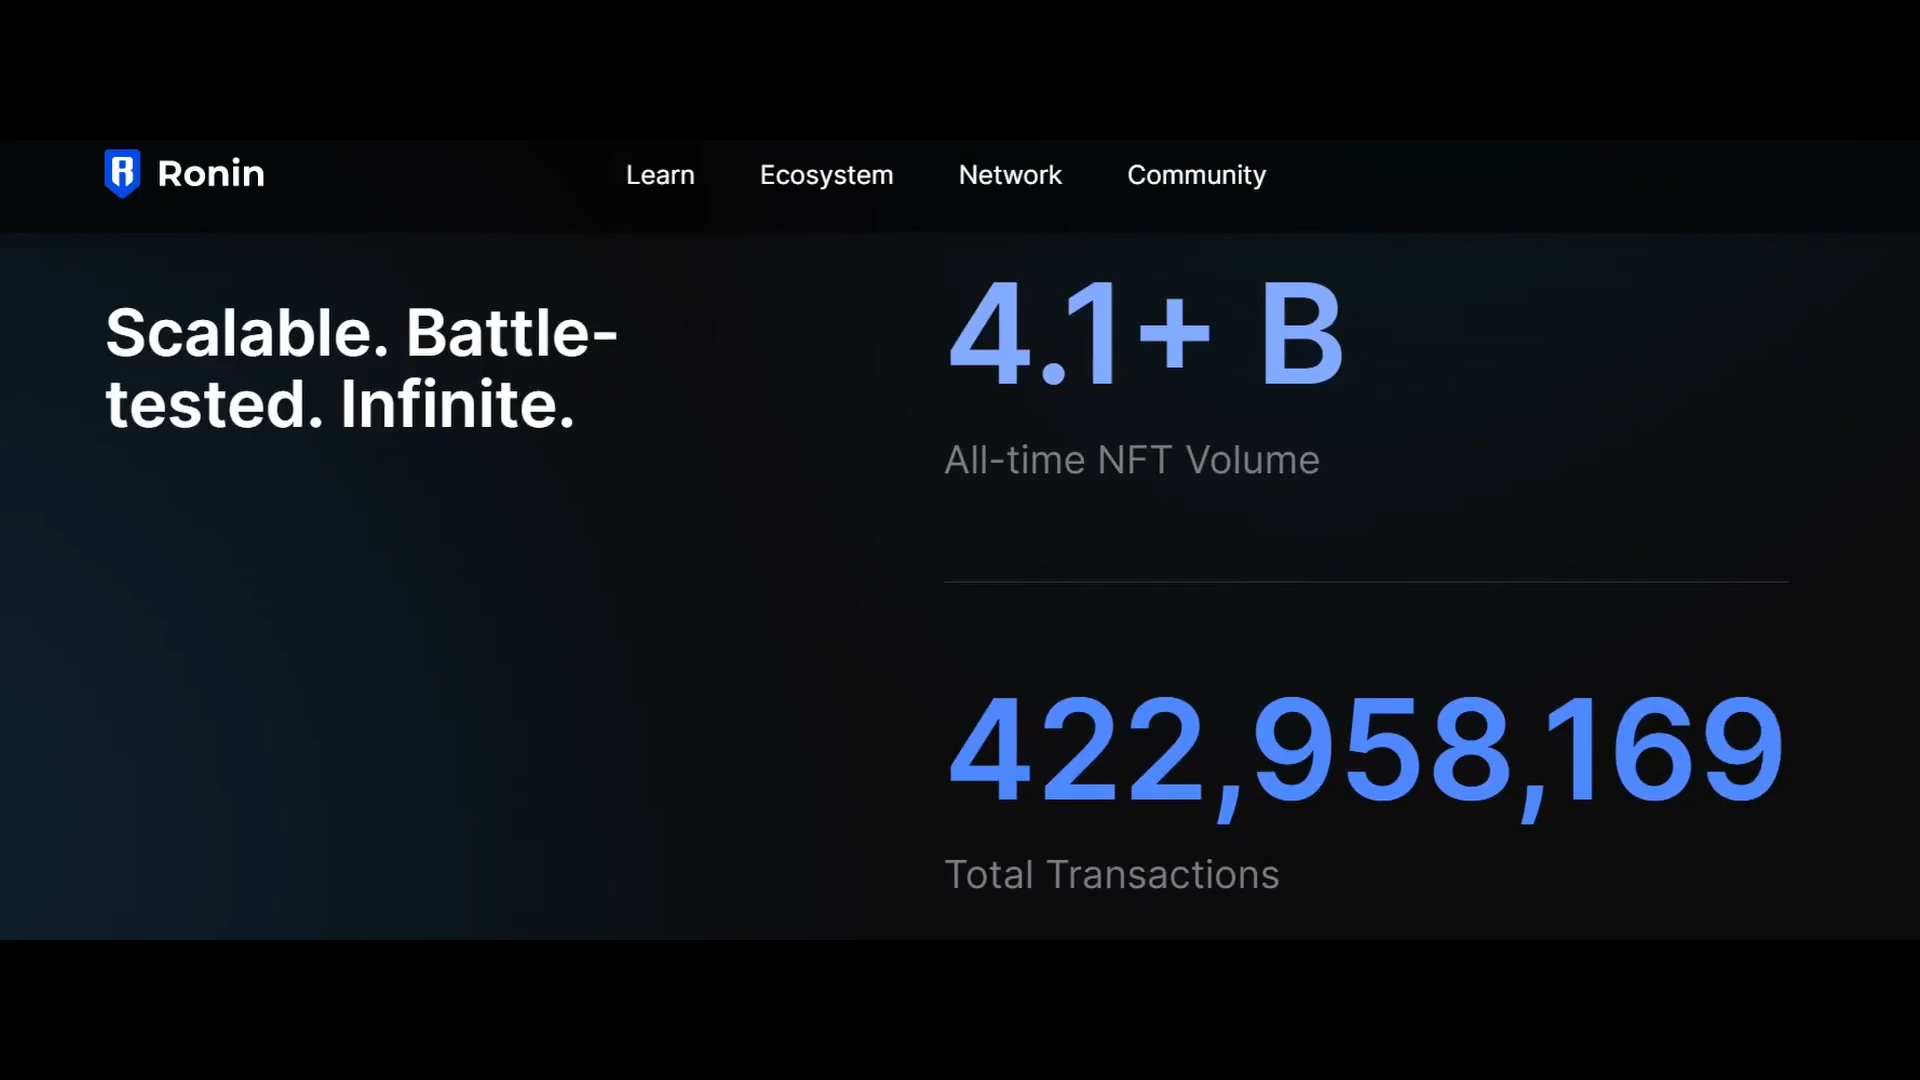 Ronin
Learn
Ecosystem
Network
Community
Scalable. Battle-
tested. Infinite.
4.1+ B
All-time NFT Volume
422,958,169
Total Transactions